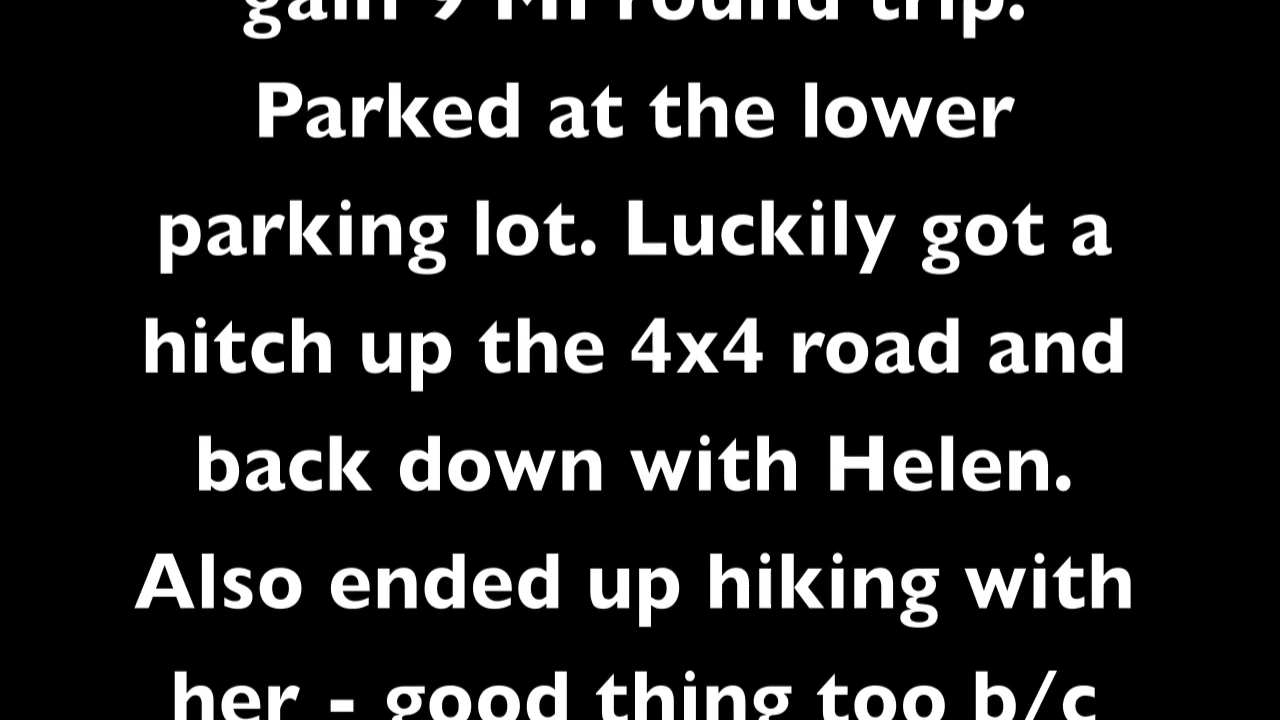 gain 9 Mi round trip.
Parked at the lower
parking lot. Luckily got a
hitch up the 4x4 road and
back down with Helen.
Also ended up hiking with
her - good thing too b/c